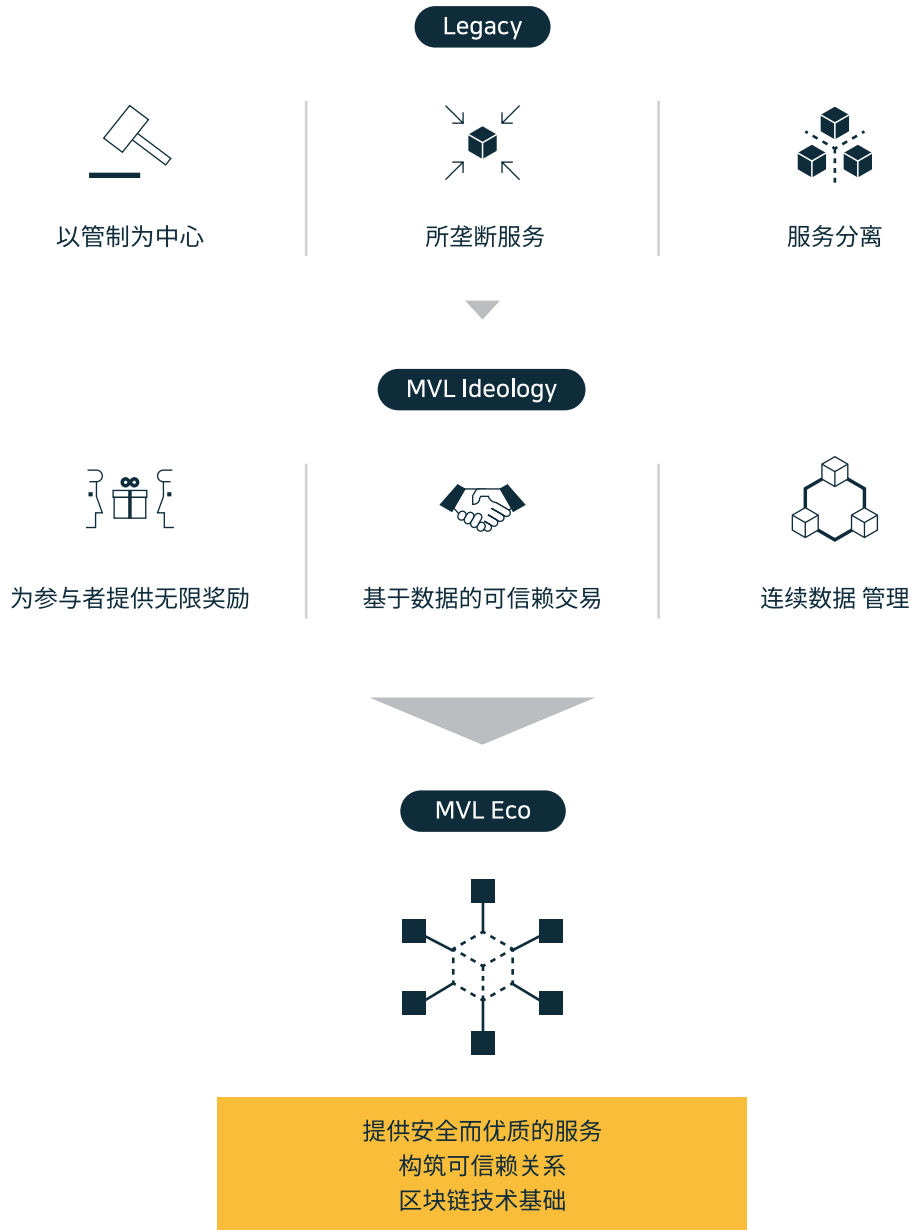 Legacy
以管制为中心
所垄断服务
服务分离
MVL Ideology
为参与者提供无限奖励
基于数据的可信赖交易
连续数据 管理
MVL Eco
提供安全而优质的服务
构筑可信赖关系
区块链技术基础